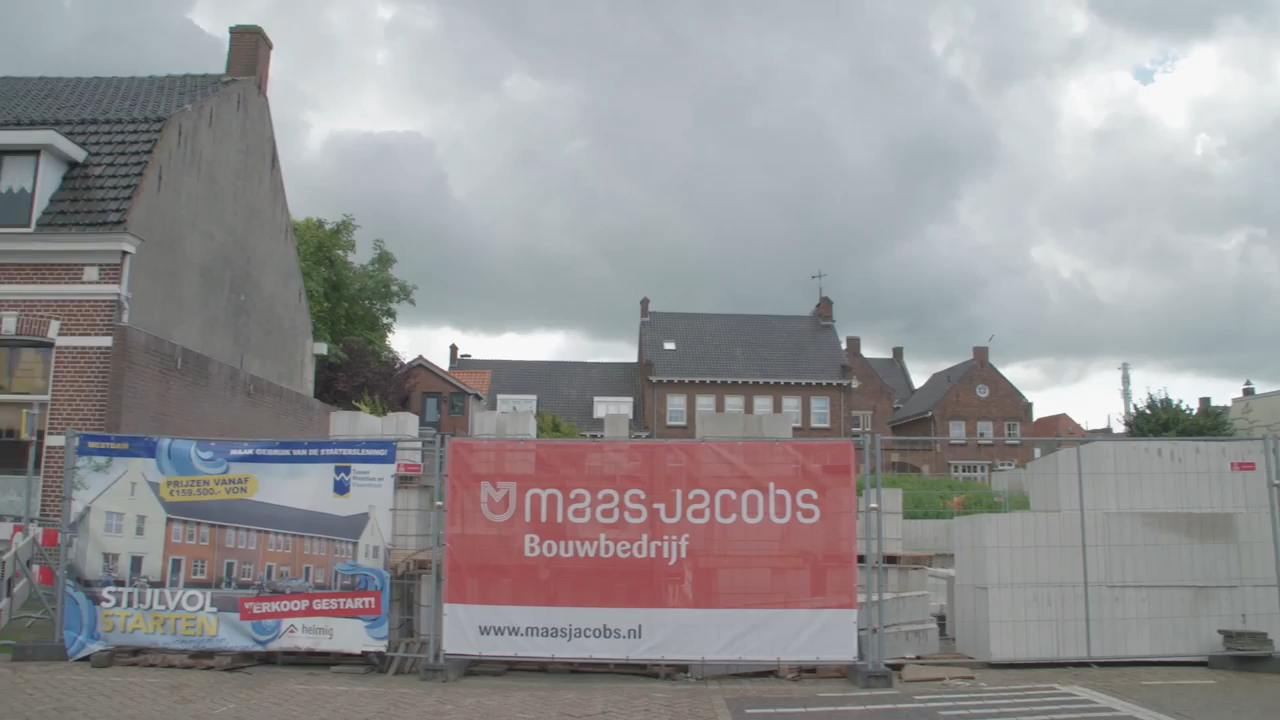 WESTDAM
MAAK GEBRUIK VAN DE STARTERSLENING!
PRIJZEN VANAF
€159.500,- VON
STIJLVOL
STARTEN
VERKOOP GESTART!
helmig
maas-jacobs
Bouwbedrijf
www.maasjacobs.nl